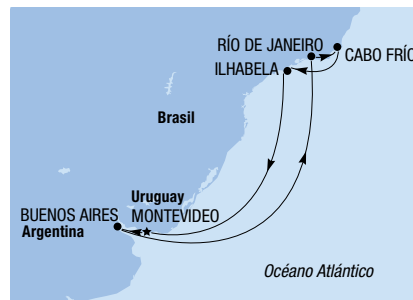 RÍO DE JANEIRO
CABO FRÍO
ILHABELA
Brasil
Uruguay
BUENOS AIRES MONTEVIDEO
Argentina
Océano Atlántico